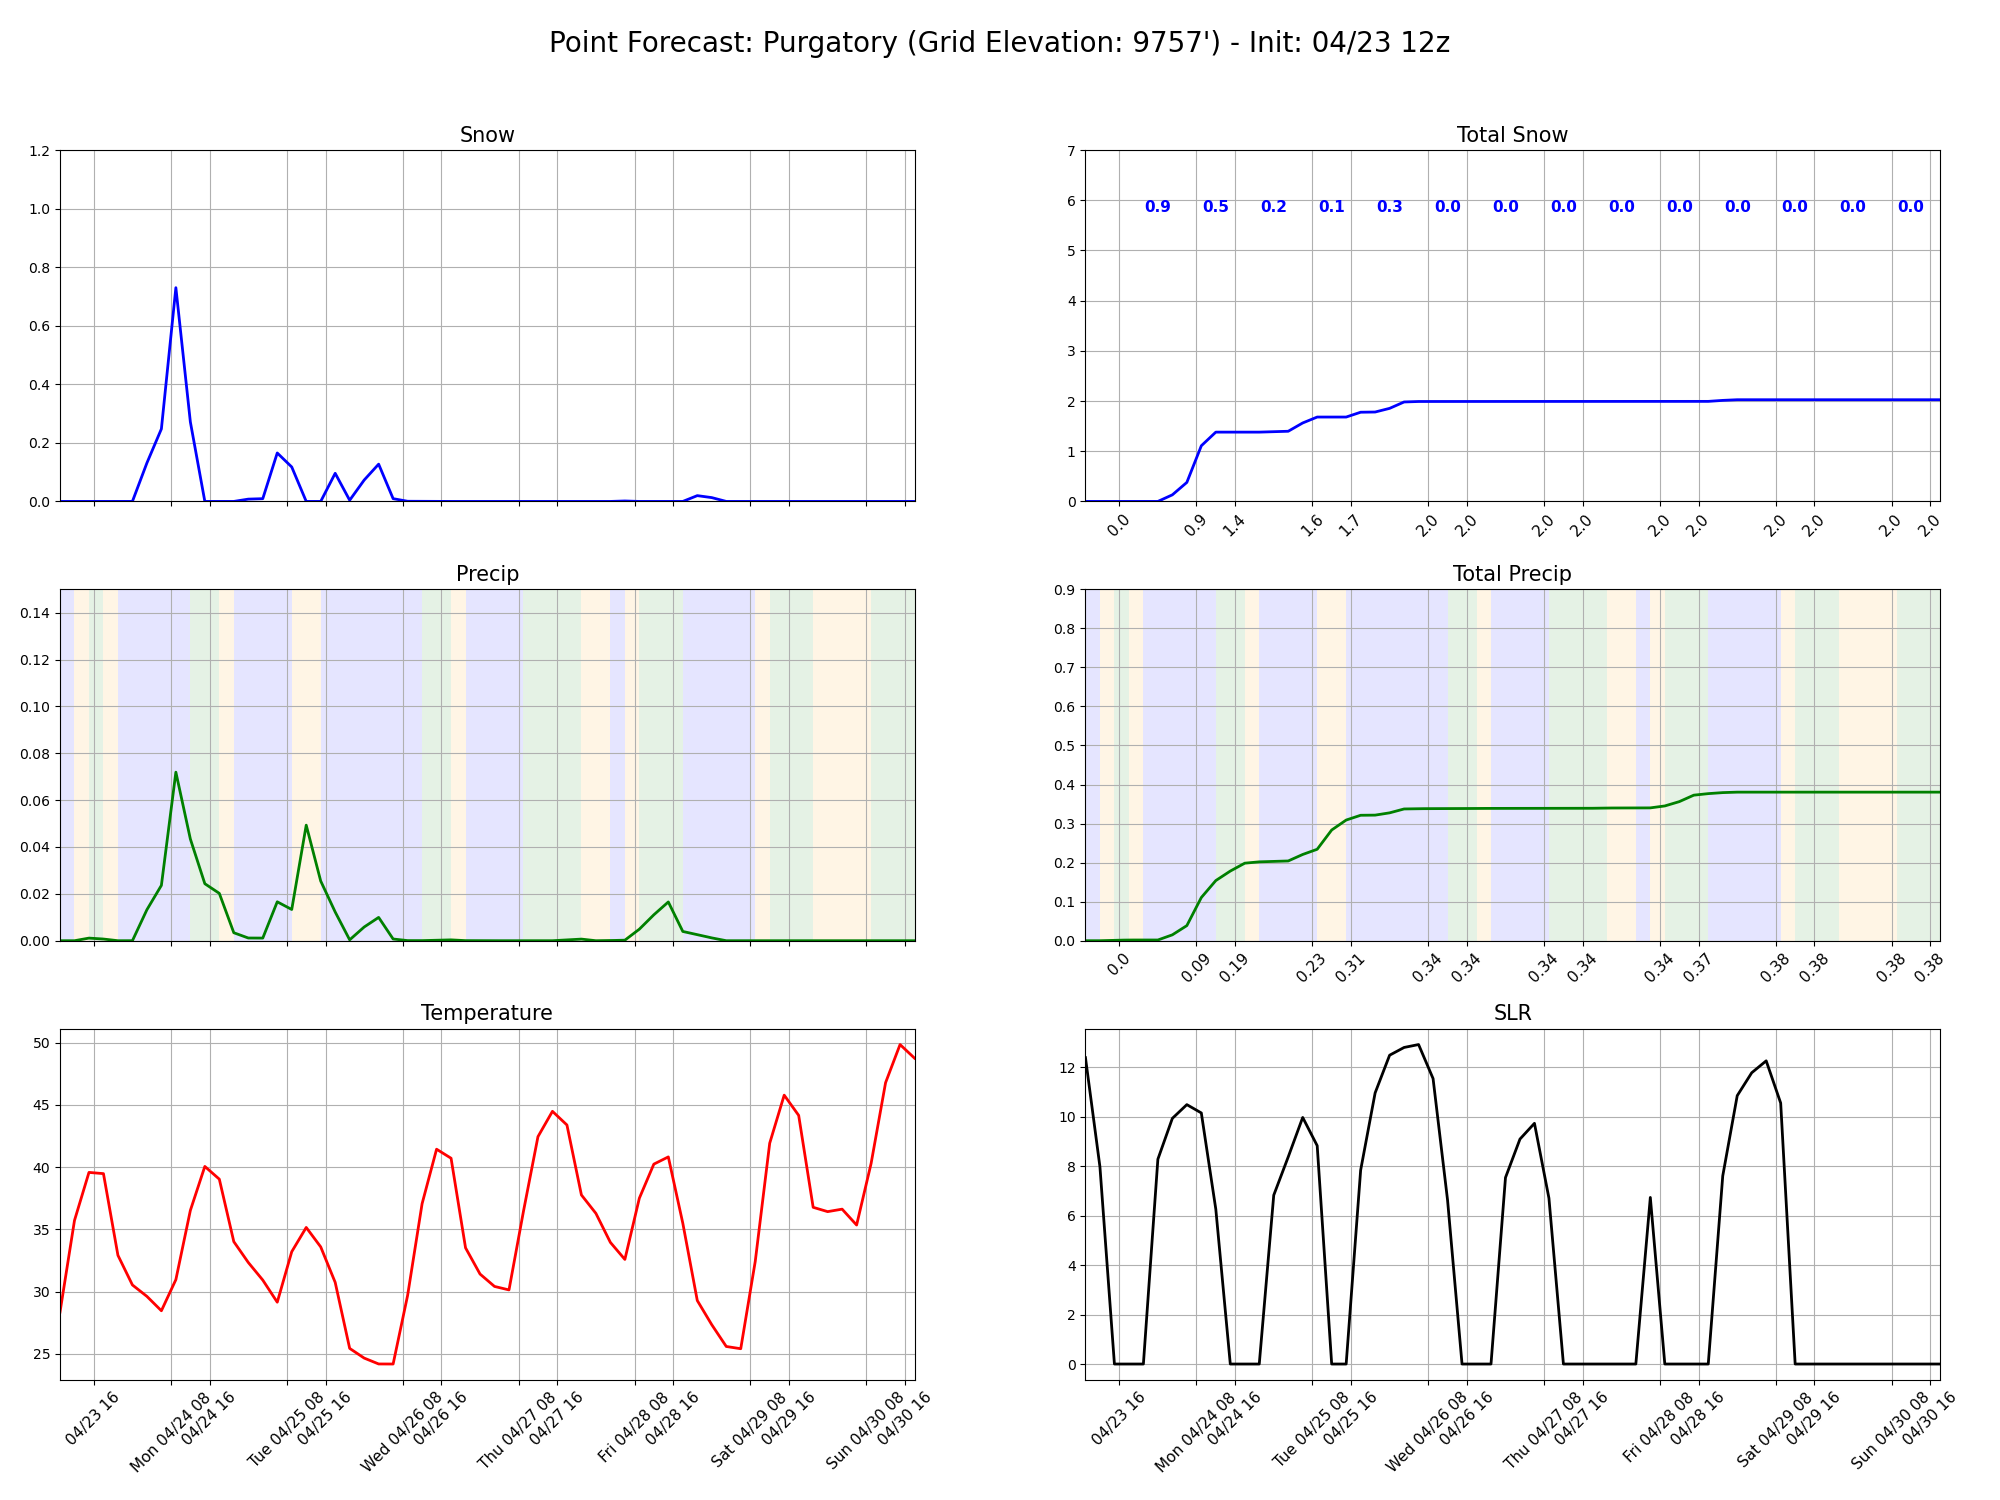 Point Forecast: Purgatory (Grid Elevation: 9757') - Init: 04/23 12z
Snow
1.2
1.0
0.8
0.6
0.4
0.2
0.0
Total Snow
7
6
5
4
3
2
1
0
0.9 0.5 0.2 0.1 0.3 0.0 0.0 0.0 0.0 0.0 0.0 0.0 0.0 0.0
0.0 0.9 1.4 1.6 1.7 2.0 2.0 2.0 2.0 2.0 2.0 2.0 2.0 2.0 2.0
Precip
0.14
0.12
0.10
0.08
0.06
0.04
0.02
0.00
Total Precip
0.9
0.8
0.7
0.6
0.5
0.4
0.3
0.2
0.1
0.0
0.0 0.09 0.19 0.23 0.31 0.34 0.34 0.34 0.34 0.34 0.37 0.38 0.38 0.38 0.38
Temperature
50
45
40
35
30
25
04/23 16
Mon 04/24 08
04/24 16
Tue 04/25 08
04/25 16
Wed 04/26 08
04/26 16
Thu 04/27 08
04/27 16
Fri 04/28 08
04/28 16
Sat 04/29 08
04/29 16
Sun 04/30 08
04/30 16
SLR
12
10
8
6
4
2
0
04/23 16
Mon 04/24 08
04/24 16
Tue 04/25 08
04/25 16
Wed 04/26 08
04/26 16
Thu 04/27 08
04/27 16
Fri 04/28 08
04/28 16
Sat 04/29 08
04/29 16
Sun 04/30 08
04/30 16